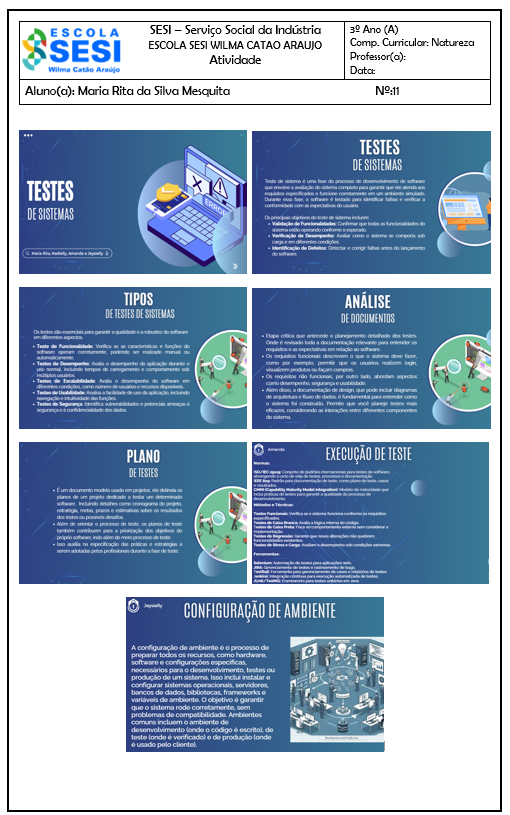 ESCOLA
SESI
Wilma Catão Araújo
SESI – Serviço Social da Indústria
ESCOLA SESI WILMA CATAO ARAUJO
Atividade
3º Ano (A)
Comp. Curricular: Natureza
Professor(a):
Data:
Aluno(a): Maria Rita da Silva Mesquita
Nº:11
TESTES
DE SISTEMAS
Maria Rita, Nadielly, Amanda e Jeysielly
ERROR
TESTES
DE SISTEMAS
Teste de sistema é uma fase do processo de desenvolvimento de software
que envolve a avaliação do sistema completo para garantir que ele atenda aos
requisitos especificados e funcione corretamente em um ambiente simulado.
Durante essa fase, o software é testado para identificar falhas e verificar a
conformidade com as expectativas do usuário.
Os principais objetivos do teste de sistema incluem:
Validação de Funcionalidades: Confirmar que todas as funcionalidades do
sistema estão operando conforme o esperado.
Verificação de Desempenho: Avaliar como o sistema se comporta sob
carga e em diferentes condições.
Identificação de Defeitos: Detectar e corrigir falhas antes do lançamento
do software.
TIPOS
DE TESTES DE SISTEMAS
Os testes são essenciais para garantir a qualidade e a robustez do software
em diferentes aspectos.
Teste de Funcionalidade: Verifica se as características e funções do
software operam corretamente, podendo ser realizado manual ou
automaticamente.
Testes de Desempenho: Avalia o desempenho da aplicação durante o
uso normal, incluindo tempos de carregamento e comportamento sob
múltiplos usuários.
Testes de Escalabilidade: Avalia o desempenho do software em
diferentes condições, como número de usuários e recursos disponíveis.
Testes de Usabilidade: Analisa a facilidade de uso da aplicação, incluindo
navegação e intuitividade das funções.
Testes de Segurança: Identifica vulnerabilidades e potenciais ameaças à
segurança e à confidencialidade dos dados.
ANÁLISE
DE DOCUMENTOS
Etapa crítica que antecede o planejamento detalhado dos testes.
Onde é revisado toda a documentação relevante para entender os
requisitos e as expectativas em relação ao software.
Os requisitos funcionais descrevem o que o sistema deve fazer,
como por exemplo, permitir que os usuários realizem login,
visualizem produtos ou façam compras.
Os requisitos não funcionais, por outro lado, abordam aspectos
como desempenho, segurança e usabilidade.
Além disso, a documentação de design, que pode incluir diagramas
de arquitetura e fluxo de dados, é fundamental para entender como
o sistema foi construído. Permite que você planeje testes mais
eficazes, considerando as interações entre diferentes componentes
do sistema.
PLANO
DE TESTES
É um documento modelo usado em projetos, ele delineia os
planos de um projeto dedicado a testar um determinado
software. Incluindo detalhes como cronograma do projeto,
estratégia, metas, prazos e estimativas sobre os resultados
dos testes ou possíveis desafios.
Além de orientar o processo de teste, os planos de teste
também contribuem para a priorização dos objetivos do
próprio software, indo além do mero processo de teste.
Isso auxilia na especificação das práticas e estratégias a
serem adotadas pelos profissionais durante a fase de teste.
Amanda
EXECUÇÃO DE TESTE
Normas:
ISO/IEC 29119: Conjunto de padrões internacionais para testes de software
abrangendo o ciclo de vida de testes, processos e documentação.
IEEE 829: Padrão para documentação de teste, como plano de teste, casos
e resultados.
CMMI (Capability Maturity Model Integration): Modelo de maturidade que
inclui práticas de testes para garantir a qualidade do processo de
desenvolvimento.
Métodos e Técnicas:
Testes Funcionais: Verifica se o sistema funciona conforme os requisitos
especificados.
Testes de Caixa Branca: Avalia a lógica interna do código.
Testes de Caixa Preta: Foca no comportamento externo sem considerar a
implementação.
Testes de Regressão: Garante que novas alterações não quebrem
funcionalidades existentes.
Testes de Stress e Carga: Avaliam o desempenho sob condições extremas.
Ferramentas:
Selenium: Automação de testes para aplicações web.
JIRA: Gerenciamento de testes e rastreamento de bugs.
TestRail: Ferramenta para gerenciamento de casos e relatórios de testes.
Jenkins: Integração contínua para execução automatizada de testes.
JUnit/TestNG: Frameworks para testes unitários em Java.
Jeysielly
CONFIGURAÇÃO DE AMBIENTE
A configuração de ambiente é o processo de
preparar todos os recursos, como hardware,
software e configurações específicas,
necessários para o desenvolvimento, testes ou
produção de um sistema. Isso inclui instalar e
configurar sistemas operacionais, servidores,
bancos de dados, bibliotecas, frameworks e
variáveis de ambiente. O objetivo é garantir
que o sistema rode corretamente, sem
problemas de compatibilidade. Ambientes
comuns incluem o ambiente de
desenvolvimento (onde o código é escrito), de
teste (onde é verificado) e de produção (onde
é usado pelo cliente).